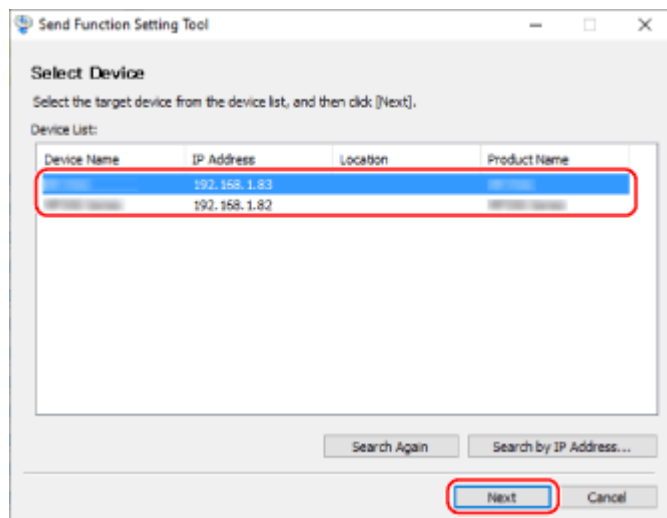 Send Function Setting Tool
Select Device
Select the target device from the device list, and then click [Next].
Device List:
Device Name IP Address Location Product Name
192.168.1.83
192.168.1.82
Search Again Search by IP Address...
Next Cancel